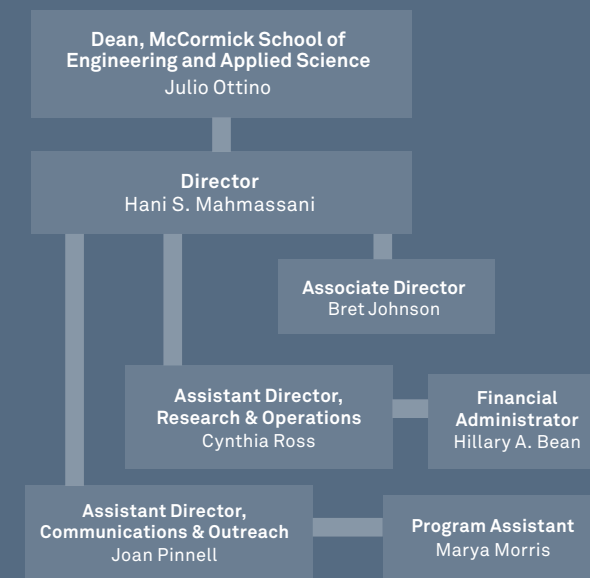 Dean, McCormick School of
Engineering and Applied Science
Julio Ottino
Director
Hani S. Mahmassani
Associate Director
Bret Johnson
Assistant Director,
Research & Operations
Cynthia Ross
Financial
Administrator
Hillary A. Bean
Assistant Director,
Communications & Outreach
Joan Pinnell
Program Assistant
Marya Morris